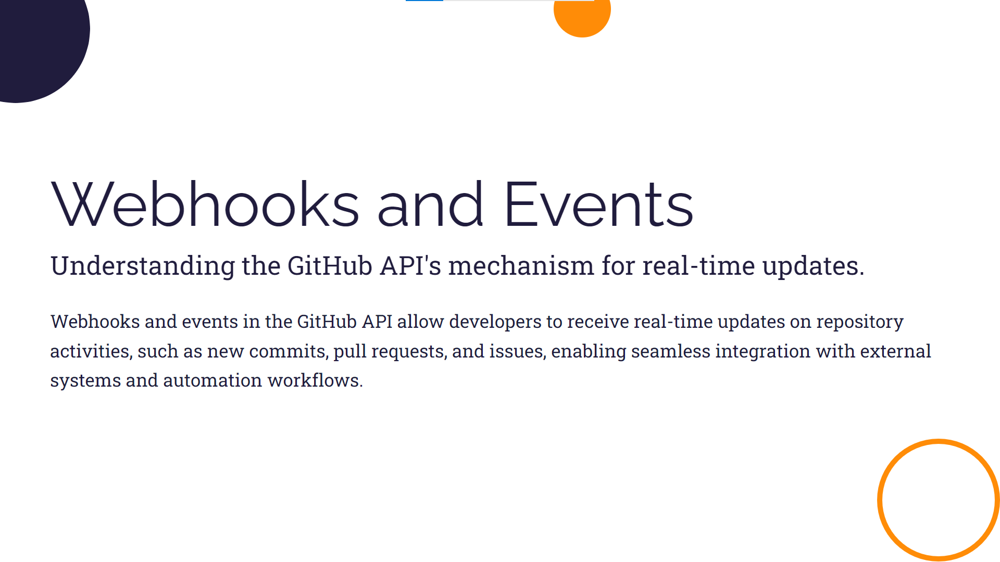 Webhooks and Events
Understanding the GitHub API's mechanism for real-time updates.
Webhooks and events in the GitHub API allow developers to receive real-time updates on repository
activities, such as new commits, pull requests, and issues, enabling seamless integration with external
systems and automation workflows.